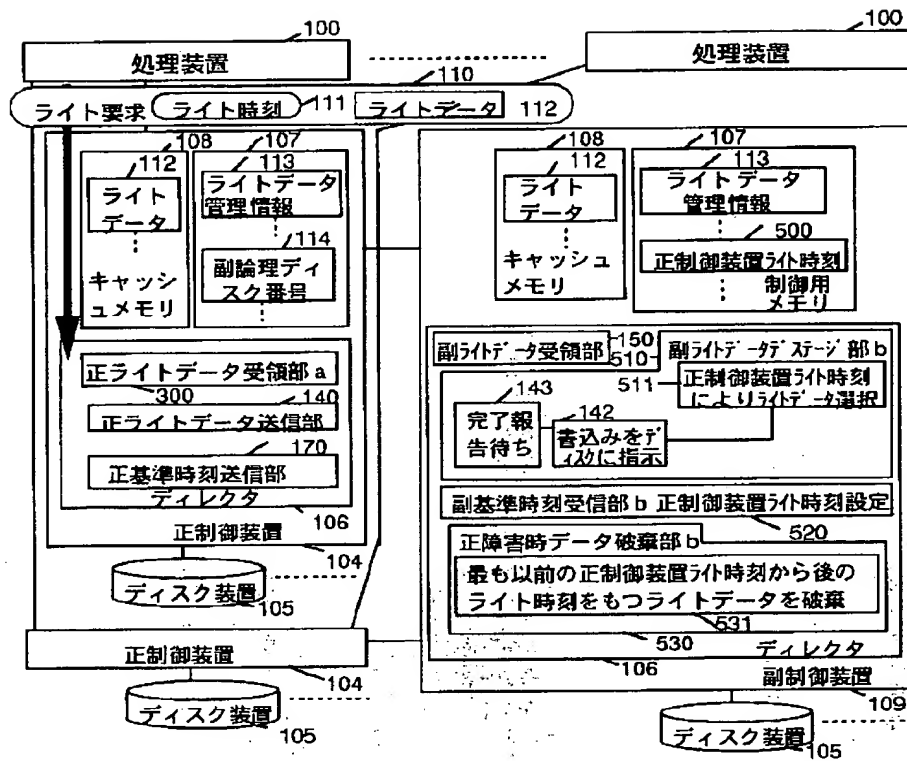 100
処理装置
100
処理装置
110
ライト要求
ライト時刻
111
ライトデータ
112
108
112
ライト
データ
キャッシ
ュメモリ
107
113
ライトデータ
管理情報
114
副論理ディ
スク番号
正ライトデータ受領部a
300
140
正ライトデータ送信部
170
正基準時刻送信部
ディレクタ
106
正制御装置
104
ディスク装置
105
正制御装置
104
ディスク装置
105
108
112
ライト
データ
キャッシュ
メモリ
107
113
ライトデータ
管理情報
500
正制御装置ライト時刻
制御用
メモリ
副ライトデータ受領部
150
510
副ライトデータデステージ部b
511
正制御装置ライト時刻
によりライトデータ選択
143
完了報
告待ち
142
書込みをデ
ィスクに指示
副基準時刻受信部b 正制御装置ライト時刻設定
520
正障害時データ破棄部b
最も以前の正制御装置ライト時刻から後の
ライト時刻をもつライトデータを破棄
531
530
ディレクタ
106
副制御装置
109
ディスク装置
105